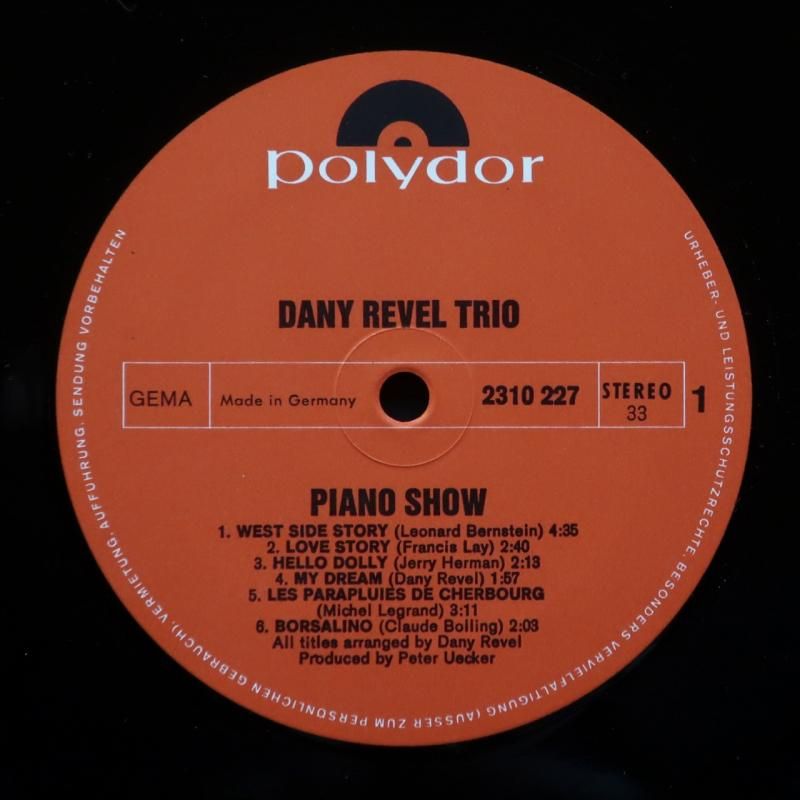 polydor
DANY REVEL TRIO
GEMA
Made in Germany
2310 227
STEREO
33
1
PIANO SHOW
1. WEST SIDE STORY (Leonard Bernstein) 4:35
2. LOVE STORY (Francis Lay) 2:40
3. HELLO DOLLY (Jerry Herman) 2:13
4. MY DREAM (Dany Revel) 1:57
5. LES PARAPLUIES DE CHERBOURG
(Michel Legrand) 3:11
6. BORSALINO (Claude Bolling) 2:03
All titles arranged by Dany Revel
Produced by Peter Uecker
URHEBER- UND LEISTUNGSSCHUTZRECHTE, BESONDERS VERVIELFÄLTIGUNG (AUSSER ZUM PERSÖNLICHEN GEBRAUCH), VERMIETUNG, AUFFÜHRUNG, SENDUNG VORBEHALTEN